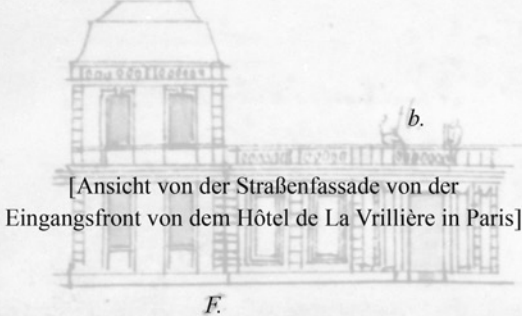 b.
[Ansicht von der Straßenfassade von der
Eingangsfront von dem Hôtel de La Vrillière in Paris]
F.